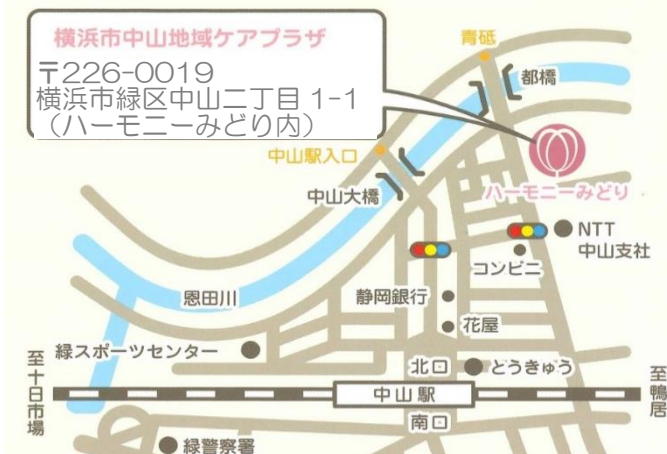 横浜市中山地域ケアプラザ
〒226-0019
横浜市緑区中山二丁目1-1
(ハーモニーみどり内)
青砥
都橋
中山駅入口
中山大橋
ハーモニーみどり
NTT
中山支社
コンビニ
恩田川
静岡銀行
花屋
緑スポーツセンター
北口
とうきゅう
至十日市場
中山駅
至鴨居
南口
緑警察署